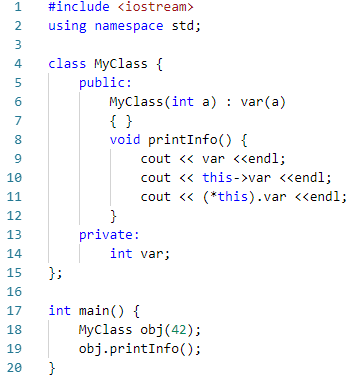 1 #include <iostream>
2 using namespace std;
3
4 class MyClass {
5     public:
6         MyClass(int a) : var(a)
7         { }
8         void printInfo() {
9             cout << var <<endl;
10             cout << this->var <<endl;
11             cout << (*this).var <<endl;
12         }
13     private:
14         int var;
15 };
16
17 int main() {
18     MyClass obj(42);
19     obj.printInfo();
20 }